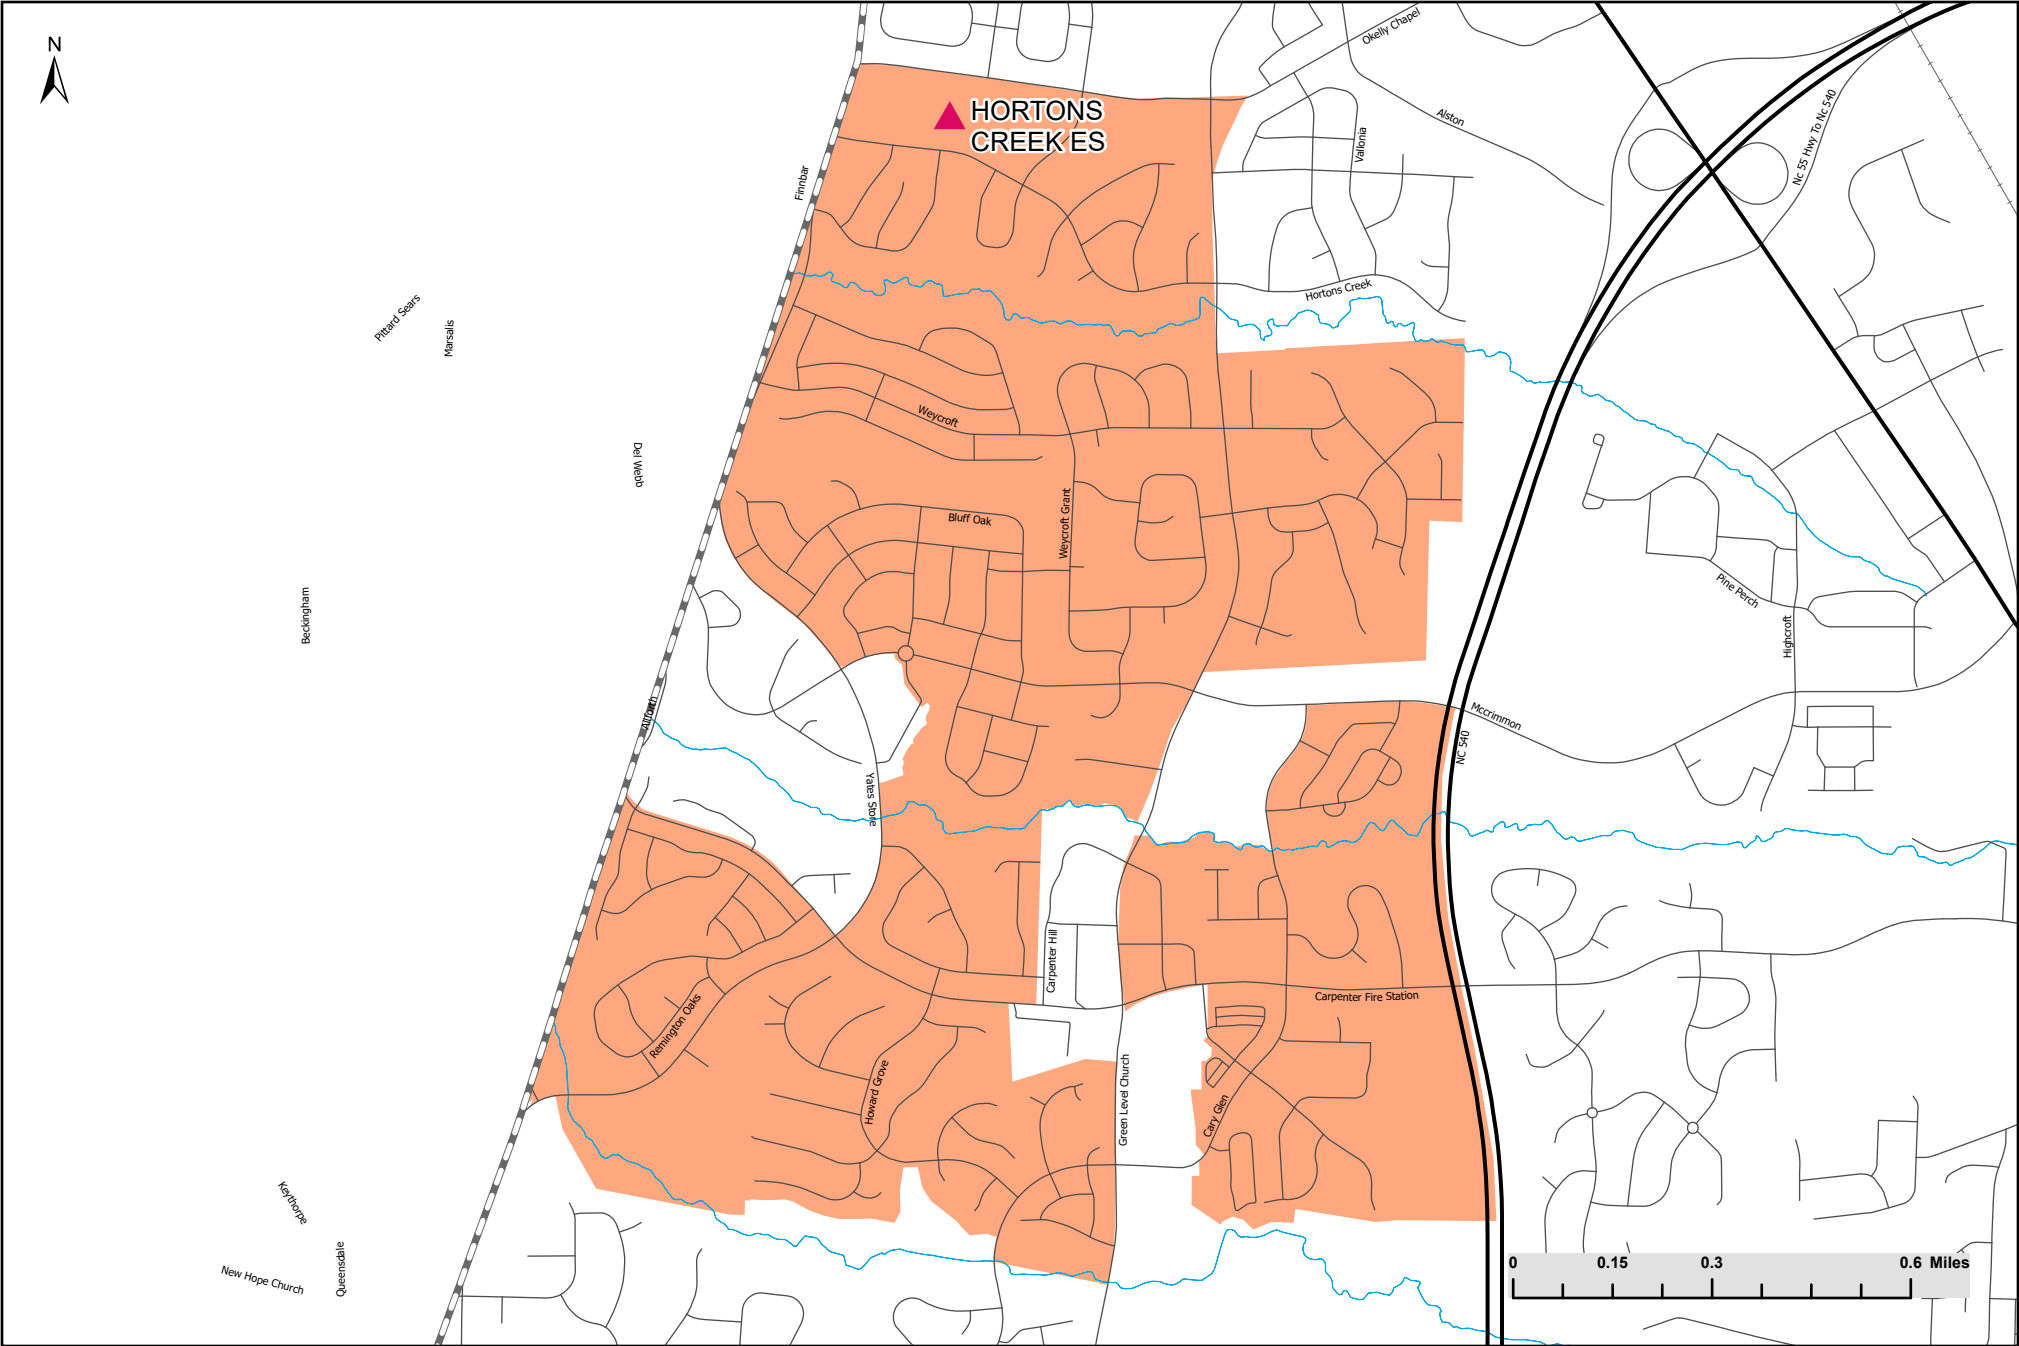 Okelly Chapel
N
HORTONS
CREEK ES
Alston
Nc 55 Hwy To Nc 540
Vallonia
Finnbar
Hortons Creek
Pittard Sears
Marsalis
Weycroft
Del Webb
Bluff Oak
Weycroft Grant
Pine Perch
Beckingham
Highcroft
Mccrimmon
NC 540
Yates Store
Carpenter Hill
Carpenter Fire Station
Remington Oaks
Howard Grove
Green Level Church
Cary Glen
Keythorpe
Queensdale
New Hope Church
0 0.15 0.3 0.6 Miles